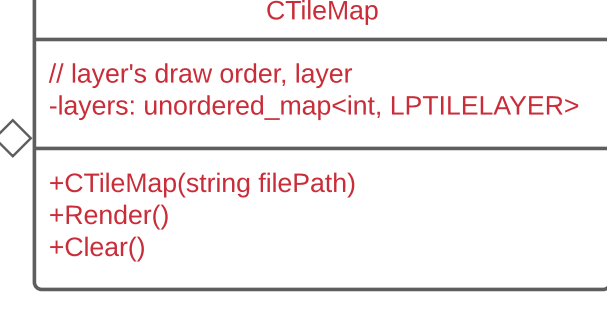 CTileMap
// layer's draw order, layer
-layers: unordered_map<int, LPTILELAYER>
+CTileMap(string filePath)
+Render()
+Clear()